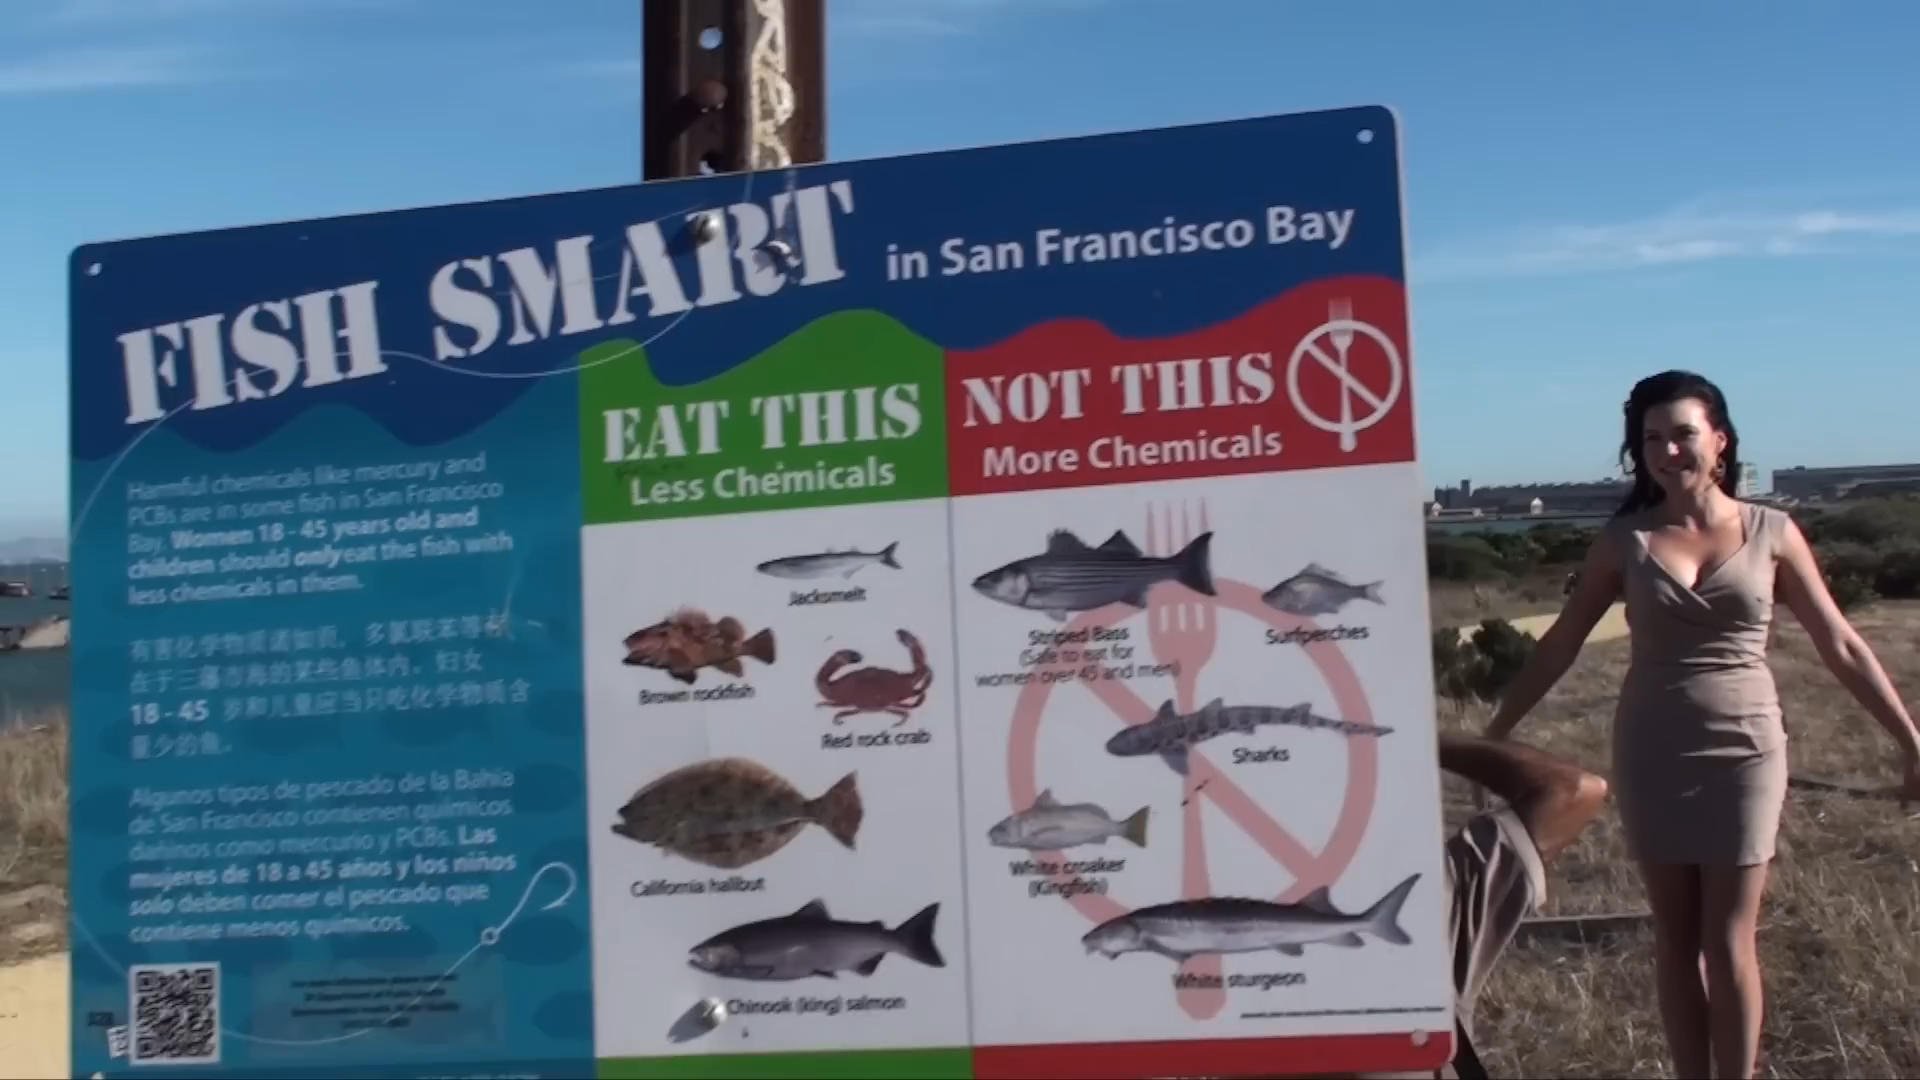 FISH SMART in San Francisco Bay
EAT THIS
Less Chemicals
NOT THIS
More Chemicals
Harmful chemicals like mercury and
PCBs are in some fish in San Francisco
Bay. Women 18 - 45 years old and
children should only eat the fish with
less chemicals in them.
有害化学物质诸如汞，多氯联苯等
在于三藩市海的某些鱼体内。妇女
18 - 45 岁和儿童应当只吃化学物质含
量少的鱼。
Algunos tipos de pescado de la Bahía
de San Francisco contienen químicos
dañinos como mercurio y PCBs. Las
mujeres de 18 a 45 años y los niños
solo deben comer el pescado que
contiene menos químicos.
Jacksmelt
Brown rockfish
Red rock crab
California halibut
Chinook (king) salmon
Striped Bass
(Safe to eat for
women over 45 and men)
Surfperches
Sharks
White croaker
(Kingfish)
White sturgeon